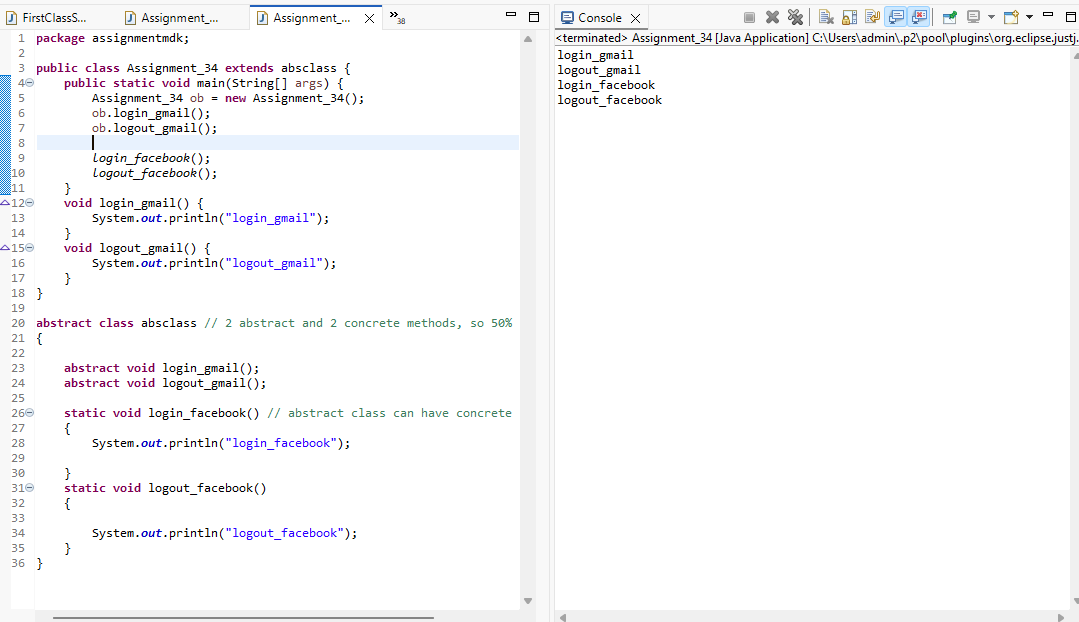 FirstClassS...
Assignment_...
Assignment_...
»38
1 package assignmentmdk;
2
3 public class Assignment_34 extends absclass {
4 public static void main(String[] args) {
5 Assignment_34 ob = new Assignment_34();
6 ob.login_gmail();
7 ob.logout_gmail();
8
9 login_facebook();
10 logout_facebook();
11 }
12 void login_gmail() {
13 System.out.println("login_gmail");
14 }
15 void logout_gmail() {
16 System.out.println("logout_gmail");
17 }
18 }
19
20 abstract class absclass // 2 abstract and 2 concrete methods, so 50%
21 {
22
23 abstract void login_gmail();
24 abstract void logout_gmail();
25
26 static void login_facebook() // abstract class can have concrete
27 {
28 System.out.println("login_facebook");
29
30 }
31 static void logout_facebook()
32 {
33
34 System.out.println("logout_facebook");
35 }
36 }
Console
<terminated> Assignment_34 [Java Application] C:\Users\admin\.p2\pool\plugins\org.eclipse.justj.
login_gmail
logout_gmail
login_facebook
logout_facebook